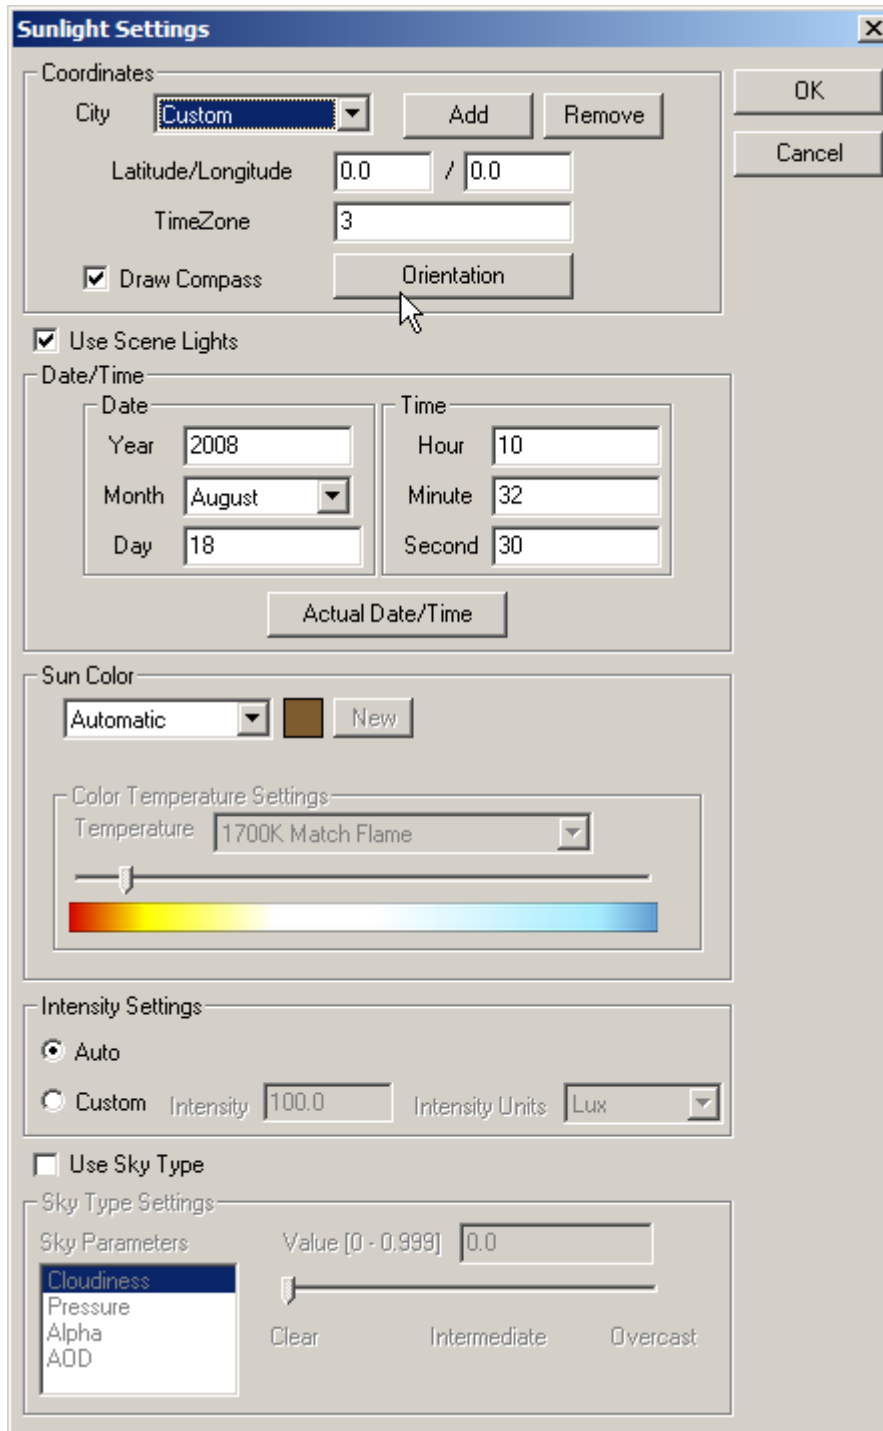 Sunlight Settings
Coordinates
OK
City Custom Add Remove
Cancel
Latitude/Longitude 0.0 / 0.0
TimeZone 3
Draw Compass Orientation
Use Scene Lights
Date/Time
Date Time
Year 2008 Hour 10
Month August Minute 32
Day 18 Second 30
Actual Date/Time
Sun Color
Automatic New
Color Temperature Settings
Temperature 1700K Match Flame
Intensity Settings
Auto
Custom Intensity 100.0 Intensity Units Lux
Use Sky Type
Sky Type Settings
Sky Parameters Value [0 - 0.999] 0.0
Cloudiness
Pressure
Alpha Clear Intermediate Overcast
AOD